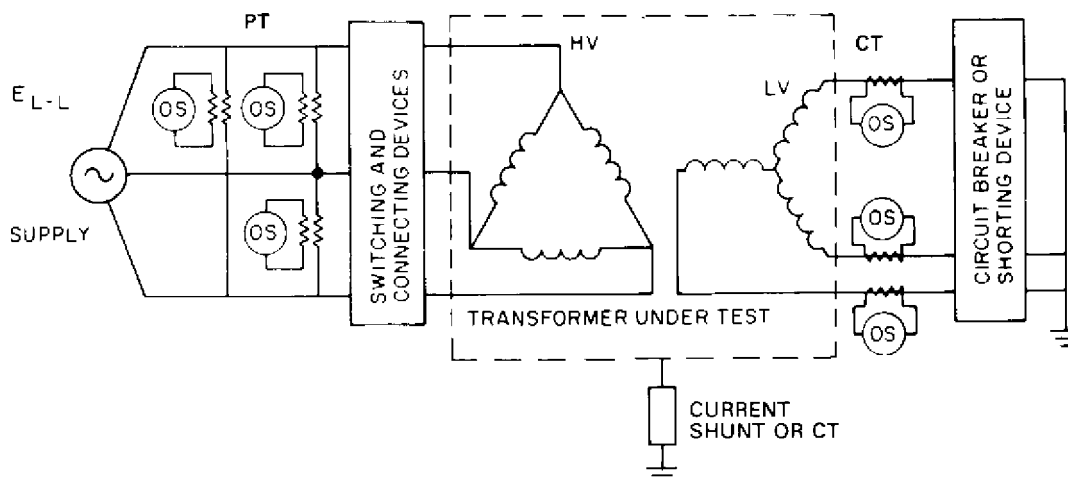 PT
E L-L
OS
OS
OS
SUPPLY
SWITCHING AND
CONNECTING DEVICES
HV
LV
TRANSFORMER UNDER TEST
CT
OS
OS
OS
CIRCUIT BREAKER OR
SHORTING DEVICE
CURRENT
SHUNT OR CT